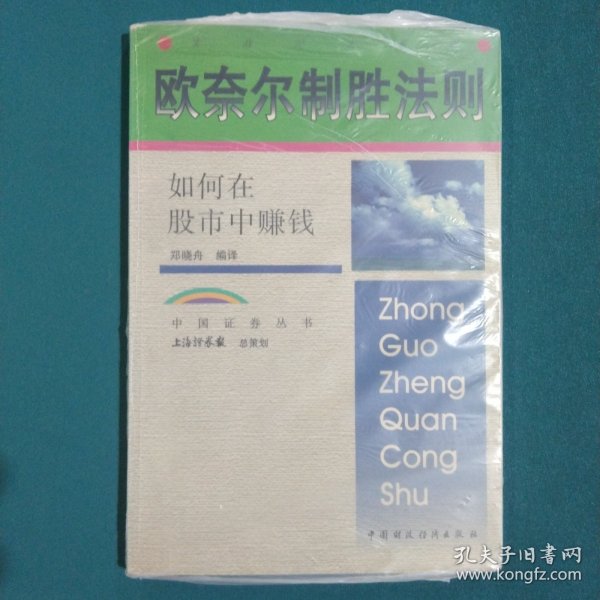 欧奈尔制胜法则
如何在
股市中赚钱
郑晓舟 编译
中国证券丛书
上海证券报 总策划
Zhong
Guo
Zheng
Quan
Cong
Shu
中国财政经济出版社
孔夫子旧书网
www.kongfz.com